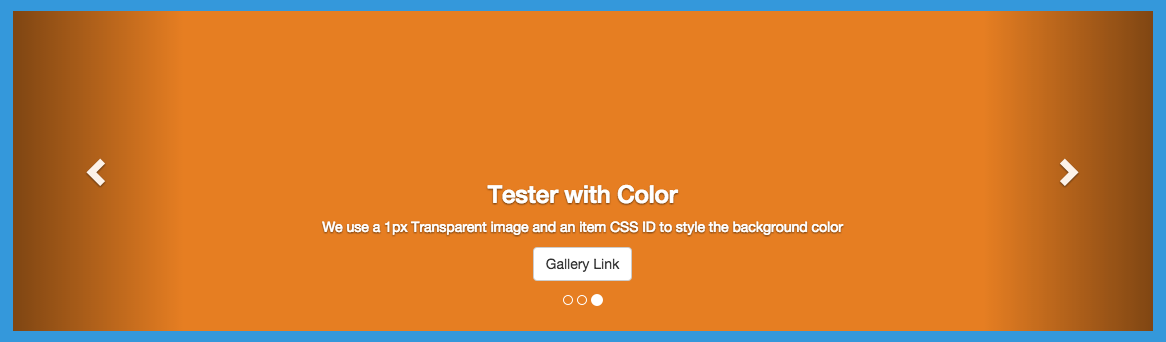 Tester with Color
We use a 1px Transparent image and an item CSS ID to style the background color
Gallery Link